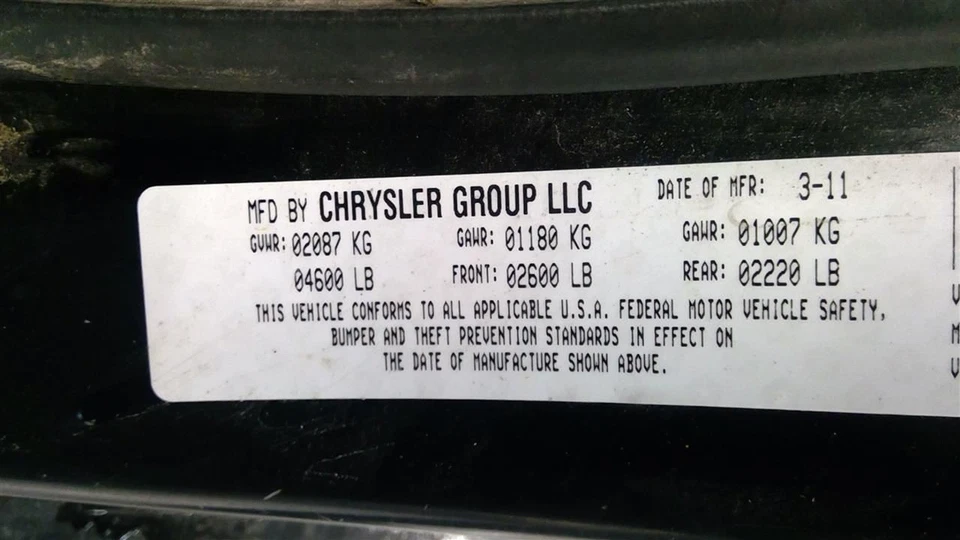 MFD BY CHRYSLER GROUP LLC DATE OF MFR: 3-11
GVWR: 02087 KG GAWR: 01180 KG GAWR: 01007 KG
04600 LB FRONT: 02600 LB REAR: 02220 LB
THIS VEHICLE CONFORMS TO ALL APPLICABLE U.S.A. FEDERAL MOTOR VEHICLE SAFETY,
BUMPER AND THEFT PREVENTION STANDARDS IN EFFECT ON
THE DATE OF MANUFACTURE SHOWN ABOVE.